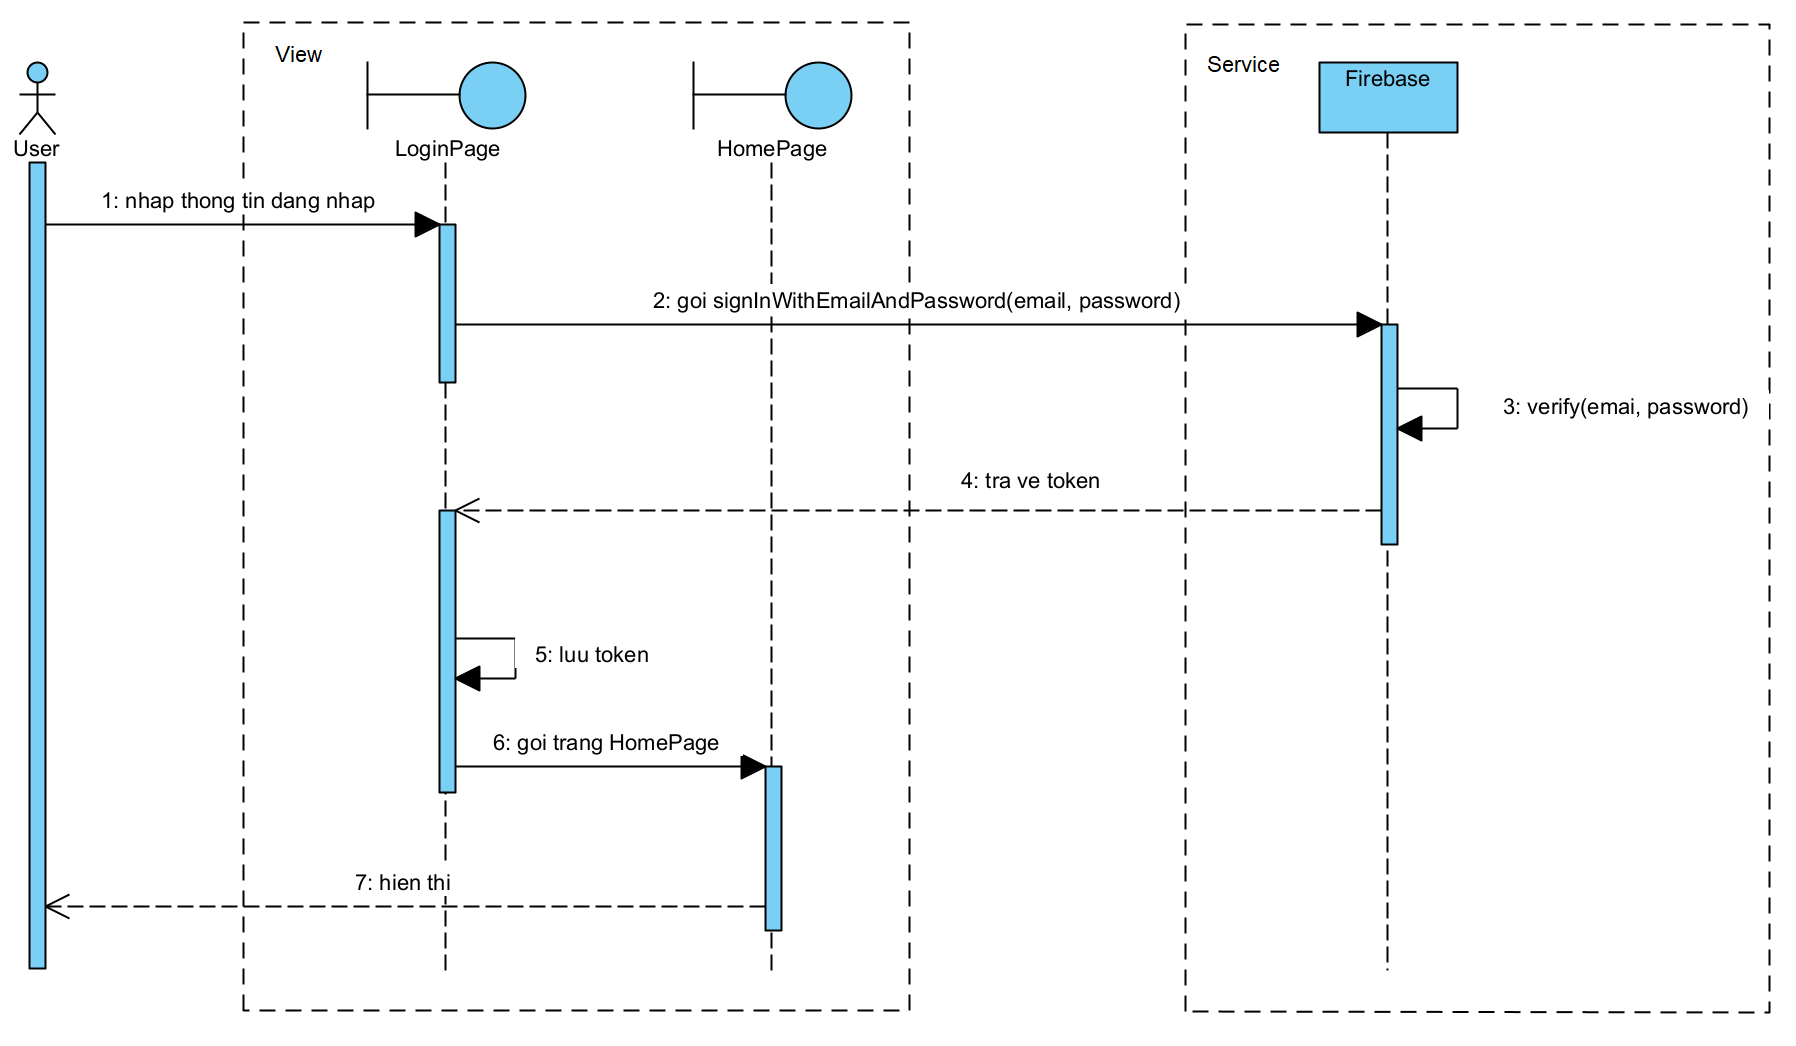 View
Service
Firebase
User
LoginPage
HomePage
1: nhap thong tin dang nhap
2: goi signInWithEmailAndPassword(email, password)
3: verify(emai, password)
4: tra ve token
5: luu token
6: goi trang HomePage
7: hien thi